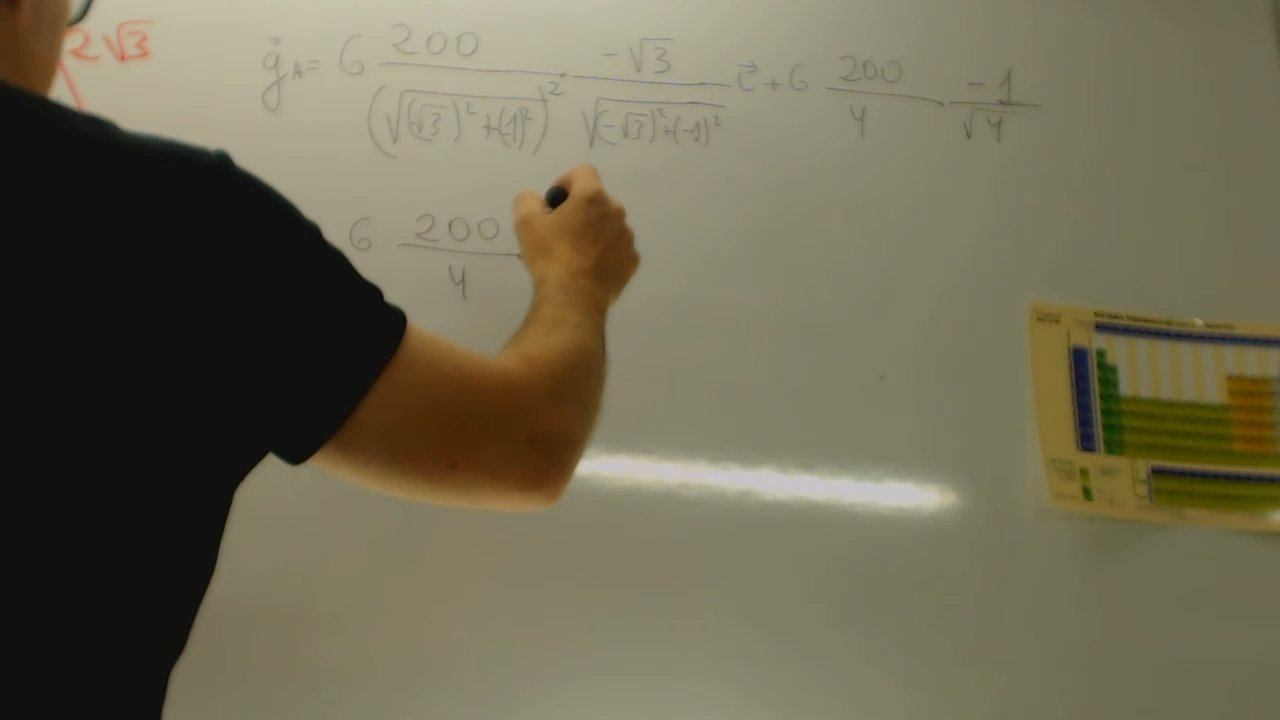 2√3
g⃗A = G 200/(√((-√3)²+(-1)²))² · -√3/√((-√3)²+(-1)²) i⃗ + G 200/4 -1/√4
G 200/4